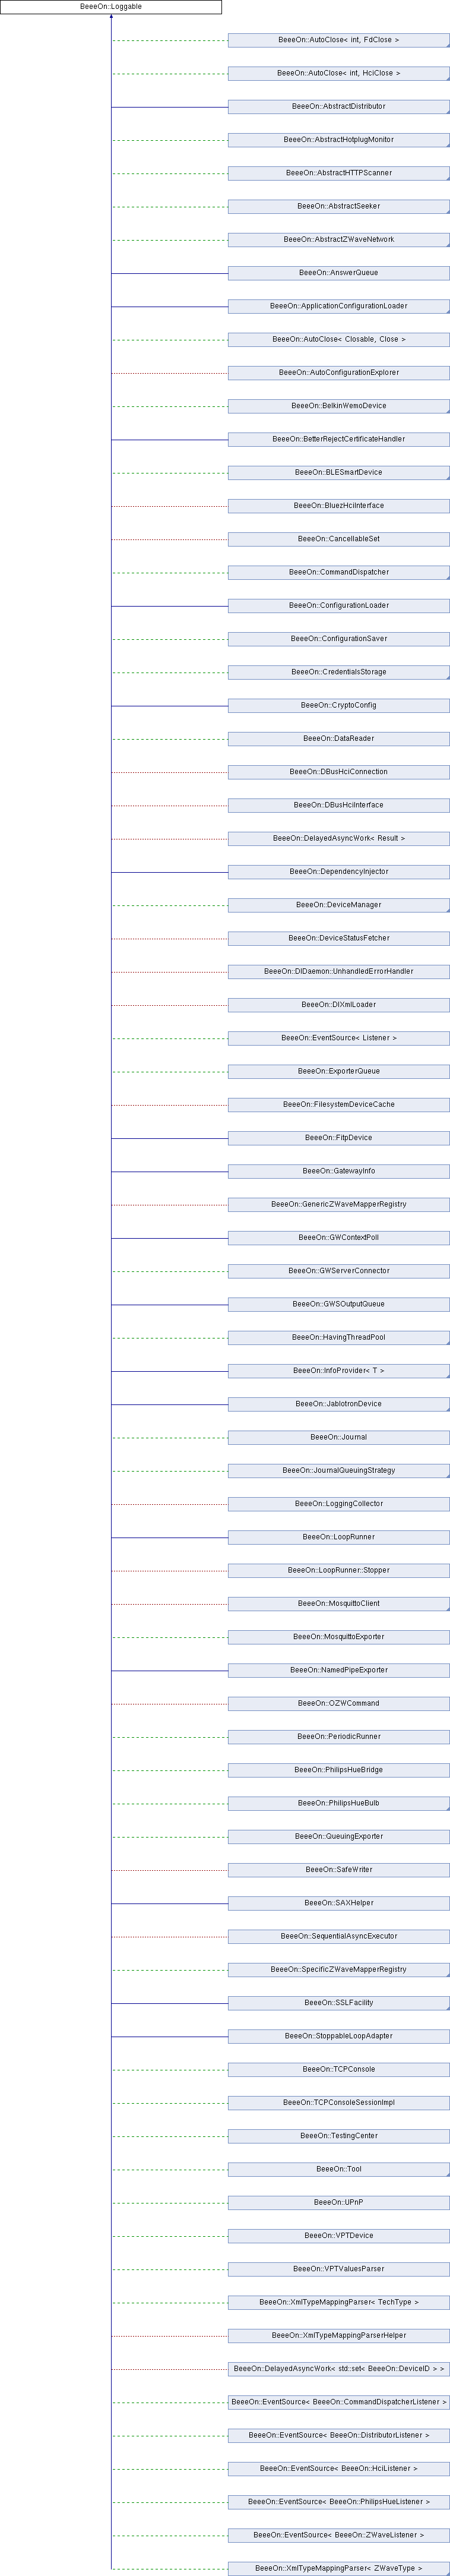 BeeeOn::Loggable
BeeeOn::AutoClose< int, FdClose >
BeeeOn::AutoClose< int, HciClose >
BeeeOn::AbstractDistributor
BeeeOn::AbstractHotplugMonitor
BeeeOn::AbstractHTTPScanner
BeeeOn::AbstractSeeker
BeeeOn::AbstractZWaveNetwork
BeeeOn::AnswerQueue
BeeeOn::ApplicationConfigurationLoader
BeeeOn::AutoClose< Closable, Close >
BeeeOn::AutoConfigurationExplorer
BeeeOn::BelkinWemoDevice
BeeeOn::BetterRejectCertificateHandler
BeeeOn::BLESmartDevice
BeeeOn::BluezHciInterface
BeeeOn::CancellableSet
BeeeOn::CommandDispatcher
BeeeOn::ConfigurationLoader
BeeeOn::ConfigurationSaver
BeeeOn::CredentialsStorage
BeeeOn::CryptoConfig
BeeeOn::DataReader
BeeeOn::DBusHciConnection
BeeeOn::DBusHciInterface
BeeeOn::DelayedAsyncWork< Result >
BeeeOn::DependencyInjector
BeeeOn::DeviceManager
BeeeOn::DeviceStatusFetcher
BeeeOn::DIDaemon::UnhandledErrorHandler
BeeeOn::DIXmlLoader
BeeeOn::EventSource< Listener >
BeeeOn::ExporterQueue
BeeeOn::FilesystemDeviceCache
BeeeOn::FitpDevice
BeeeOn::GatewayInfo
BeeeOn::GenericZWaveMapperRegistry
BeeeOn::GWContextPoll
BeeeOn::GWServerConnector
BeeeOn::GWSOutputQueue
BeeeOn::HavingThreadPool
BeeeOn::InfoProvider< T >
BeeeOn::JablotronDevice
BeeeOn::Journal
BeeeOn::JournalQueuingStrategy
BeeeOn::LoggingCollector
BeeeOn::LoopRunner
BeeeOn::LoopRunner::Stopper
BeeeOn::MosquittoClient
BeeeOn::MosquittoExporter
BeeeOn::NamedPipeExporter
BeeeOn::OZWCommand
BeeeOn::PeriodicRunner
BeeeOn::PhilipsHueBridge
BeeeOn::PhilipsHueBulb
BeeeOn::QueuingExporter
BeeeOn::SafeWriter
BeeeOn::SAXHelper
BeeeOn::SequentialAsyncExecutor
BeeeOn::SpecificZWaveMapperRegistry
BeeeOn::SSLFacility
BeeeOn::StoppableLoopAdapter
BeeeOn::TCPConsole
BeeeOn::TCPConsoleSessionImpl
BeeeOn::TestingCenter
BeeeOn::Tool
BeeeOn::UPnP
BeeeOn::VPTDevice
BeeeOn::VPTValuesParser
BeeeOn::XmlTypeMappingParser< TechType >
BeeeOn::XmlTypeMappingParserHelper
BeeeOn::DelayedAsyncWork< std::set< BeeeOn::DeviceID > >
BeeeOn::EventSource< BeeeOn::CommandDispatcherListener >
BeeeOn::EventSource< BeeeOn::DistributorListener >
BeeeOn::EventSource< BeeeOn::HciListener >
BeeeOn::EventSource< BeeeOn::PhilipsHueListener >
BeeeOn::EventSource< BeeeOn::ZWaveListener >
BeeeOn::XmlTypeMappingParser< ZWaveType >